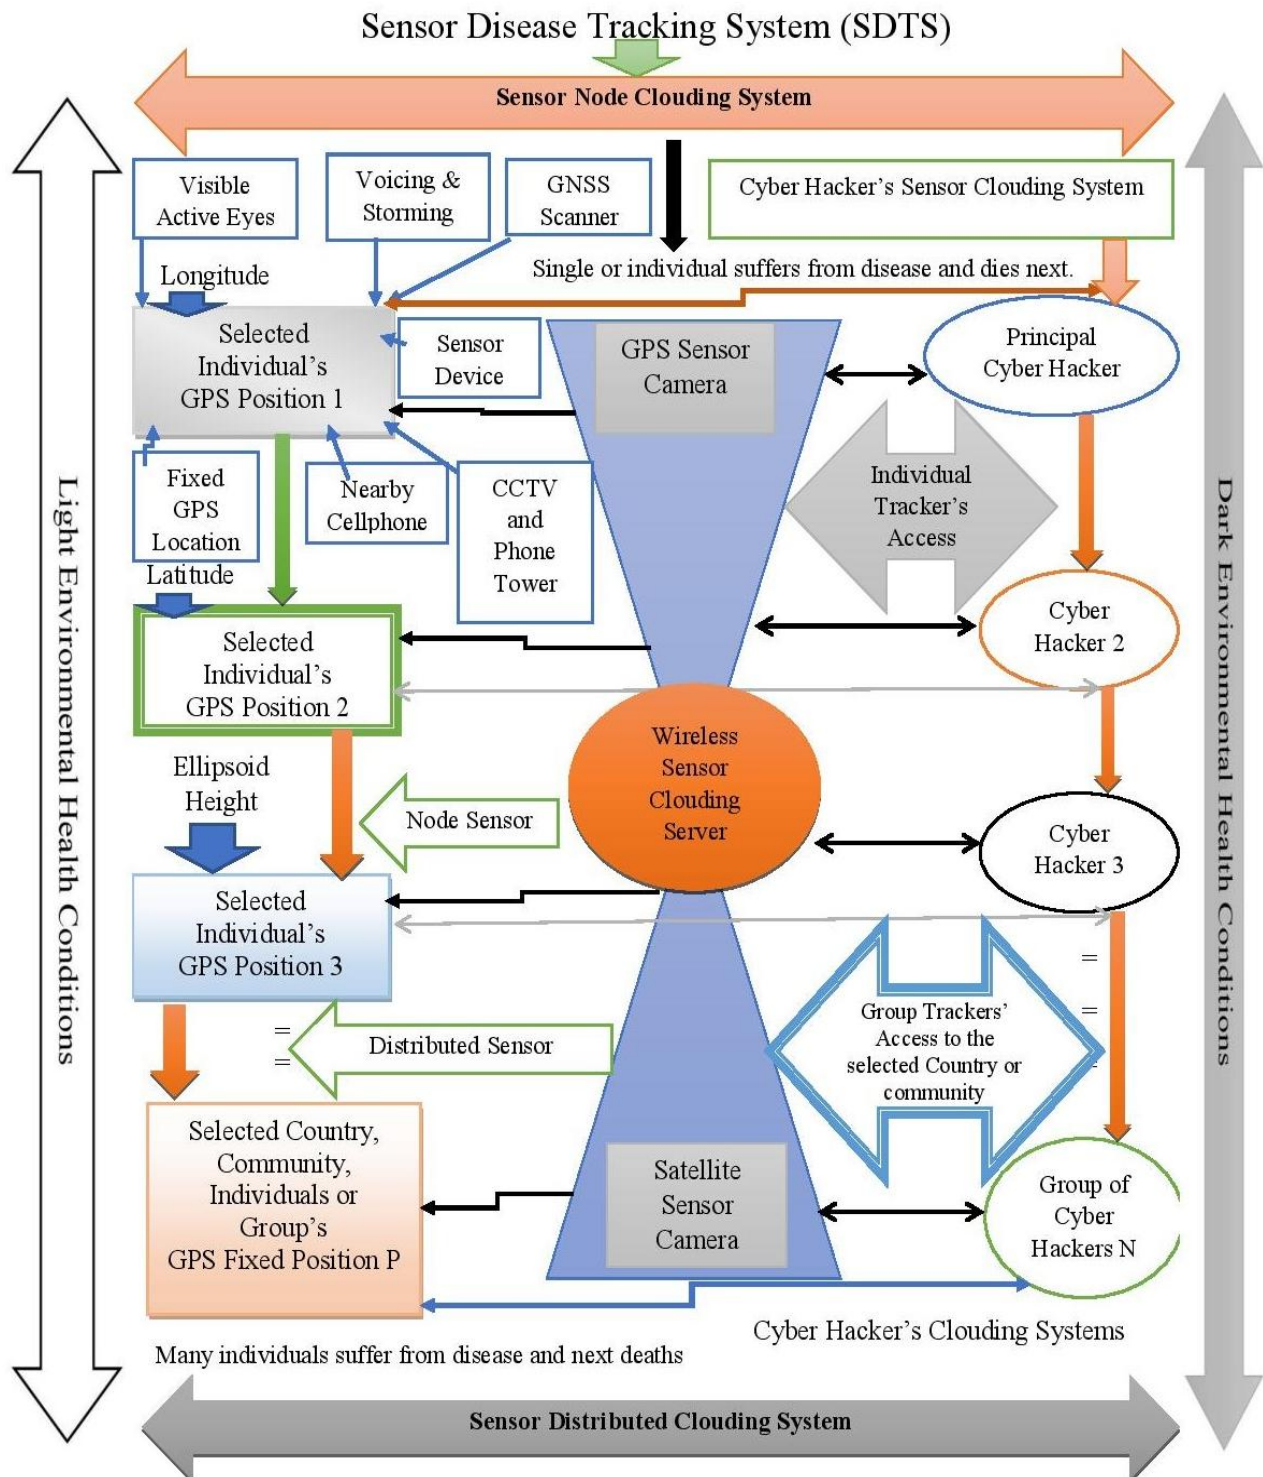 Sensor Disease Tracking System (SDTS)
Sensor Node Clouding System
Visible
Active Eyes
Voicing &
Storming
GNSS
Scanner
Cyber Hacker's Sensor Clouding System
Longitude
Single or individual suffers from disease and dies next.
Selected
Individual's
GPS Position 1
Sensor
Device
GPS Sensor
Camera
Principal
Cyber Hacker
Fixed
GPS
Location
Nearby
Cellphone
CCTV
and
Phone
Tower
Individual
Tracker's
Access
Latitude
Selected
Individual's
GPS Position 2
Cyber
Hacker 2
Light Environmental Health Conditions
Dark Environmental Health Conditions
Wireless
Sensor
Clouding
Server
Ellipsoid
Height
Node Sensor
Cyber
Hacker 3
Selected
Individual's
GPS Position 3
=
=
Distributed Sensor
=
=
Group Trackers'
Access to the
selected Country or
community
Selected Country,
Community,
Individuals or
Group's
GPS Fixed Position P
Satellite
Sensor
Camera
Group of
Cyber
Hackers N
Cyber Hacker's Clouding Systems
Many individuals suffer from disease and next deaths
Sensor Distributed Clouding System